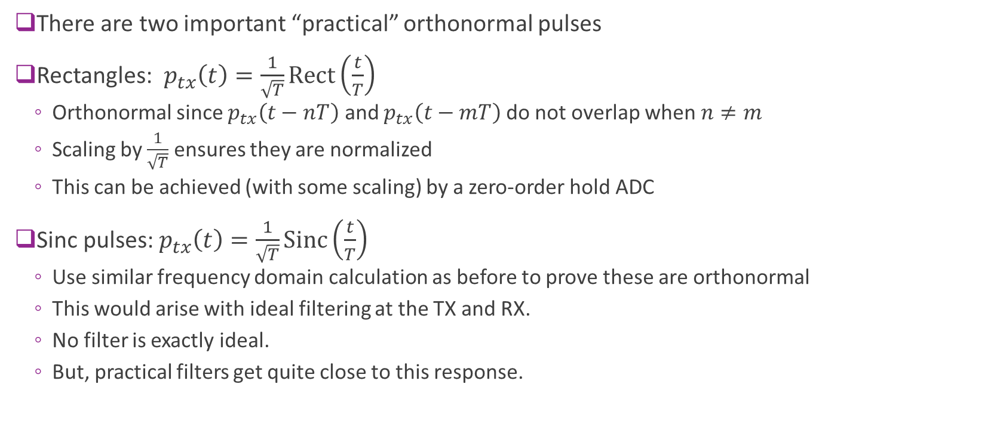 ❑There are two important “practical” orthonormal pulses
❑Rectangles: $p_{tx}(t) = \frac{1}{\sqrt{T}} \mathrm{Rect}\left(\frac{t}{T}\right)$
◦ Orthonormal since $p_{tx}(t - nT)$ and $p_{tx}(t - mT)$ do not overlap when $n \neq m$
◦ Scaling by $\frac{1}{\sqrt{T}}$ ensures they are normalized
◦ This can be achieved (with some scaling) by a zero-order hold ADC
❑Sinc pulses: $p_{tx}(t) = \frac{1}{\sqrt{T}} \mathrm{Sinc}\left(\frac{t}{T}\right)$
◦ Use similar frequency domain calculation as before to prove these are orthonormal
◦ This would arise with ideal filtering at the TX and RX.
◦ No filter is exactly ideal.
◦ But, practical filters get quite close to this response.